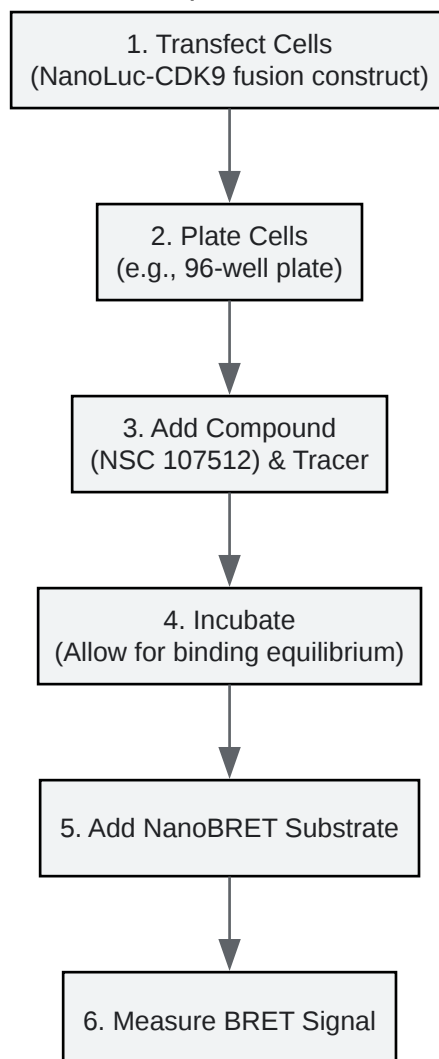 1. Transfect Cells
(NanoLuc-CDK9 fusion construct)
2. Plate Cells
(e.g., 96-well plate)
3. Add Compound
(NSC 107512) & Tracer
4. Incubate
(Allow for binding equilibrium)
5. Add NanoBRET Substrate
6. Measure BRET Signal